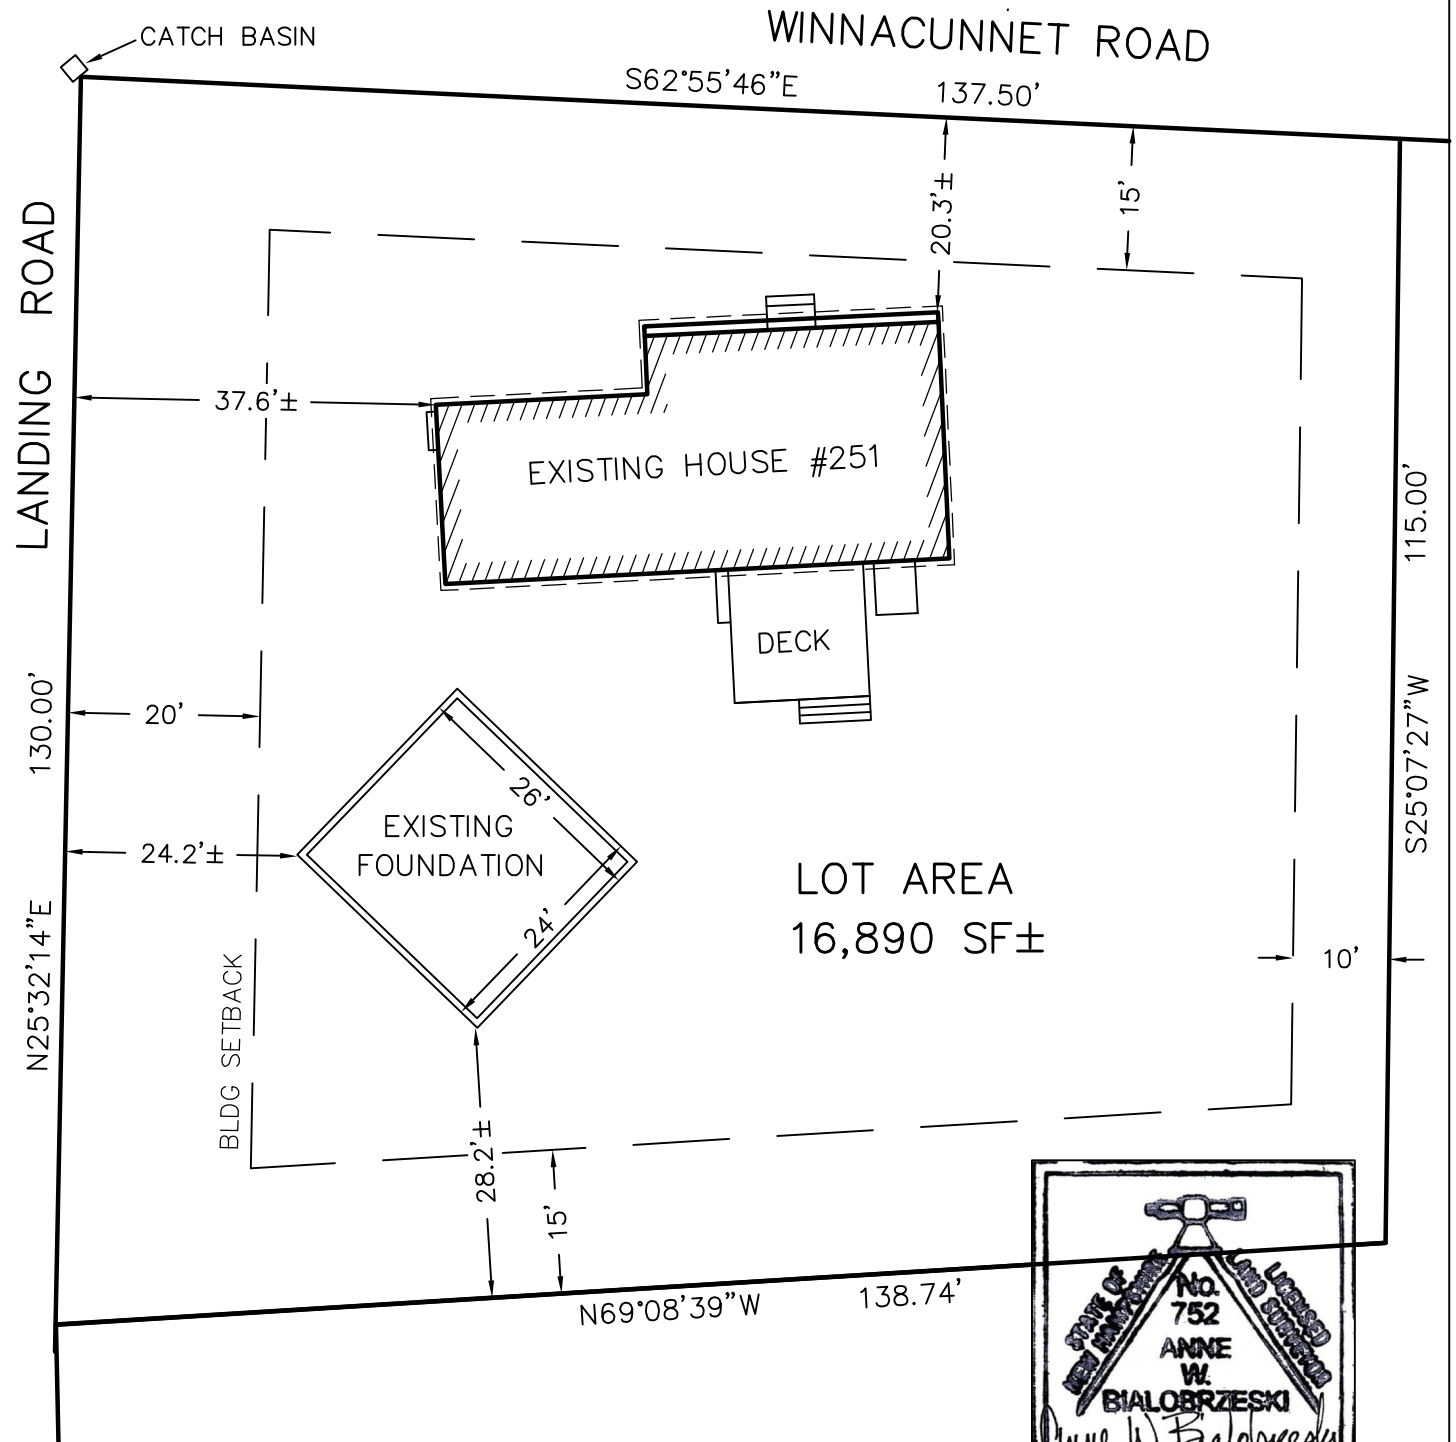 WINNACUNNET ROAD
CATCH BASIN
S62°55'46"E 137.50'
20.3'±
15'
LANDING ROAD
37.6'±
EXISTING HOUSE #251
115.00'
DECK
130.00'
20'
S25°07'27"W
26'
EXISTING
FOUNDATION
24.2'±
24'
LOT AREA
16,890 SF±
10'
N25°32'14"E
BLDG SETBACK
28.2'±
15'
N69°08'39"W 138.74'
STATE OF
NEW HAMPSHIRE
LICENSED
LAND SURVEYOR
No.
752
ANNE
W.
BIALOBRZESKI
Anne W Bialobrzeski